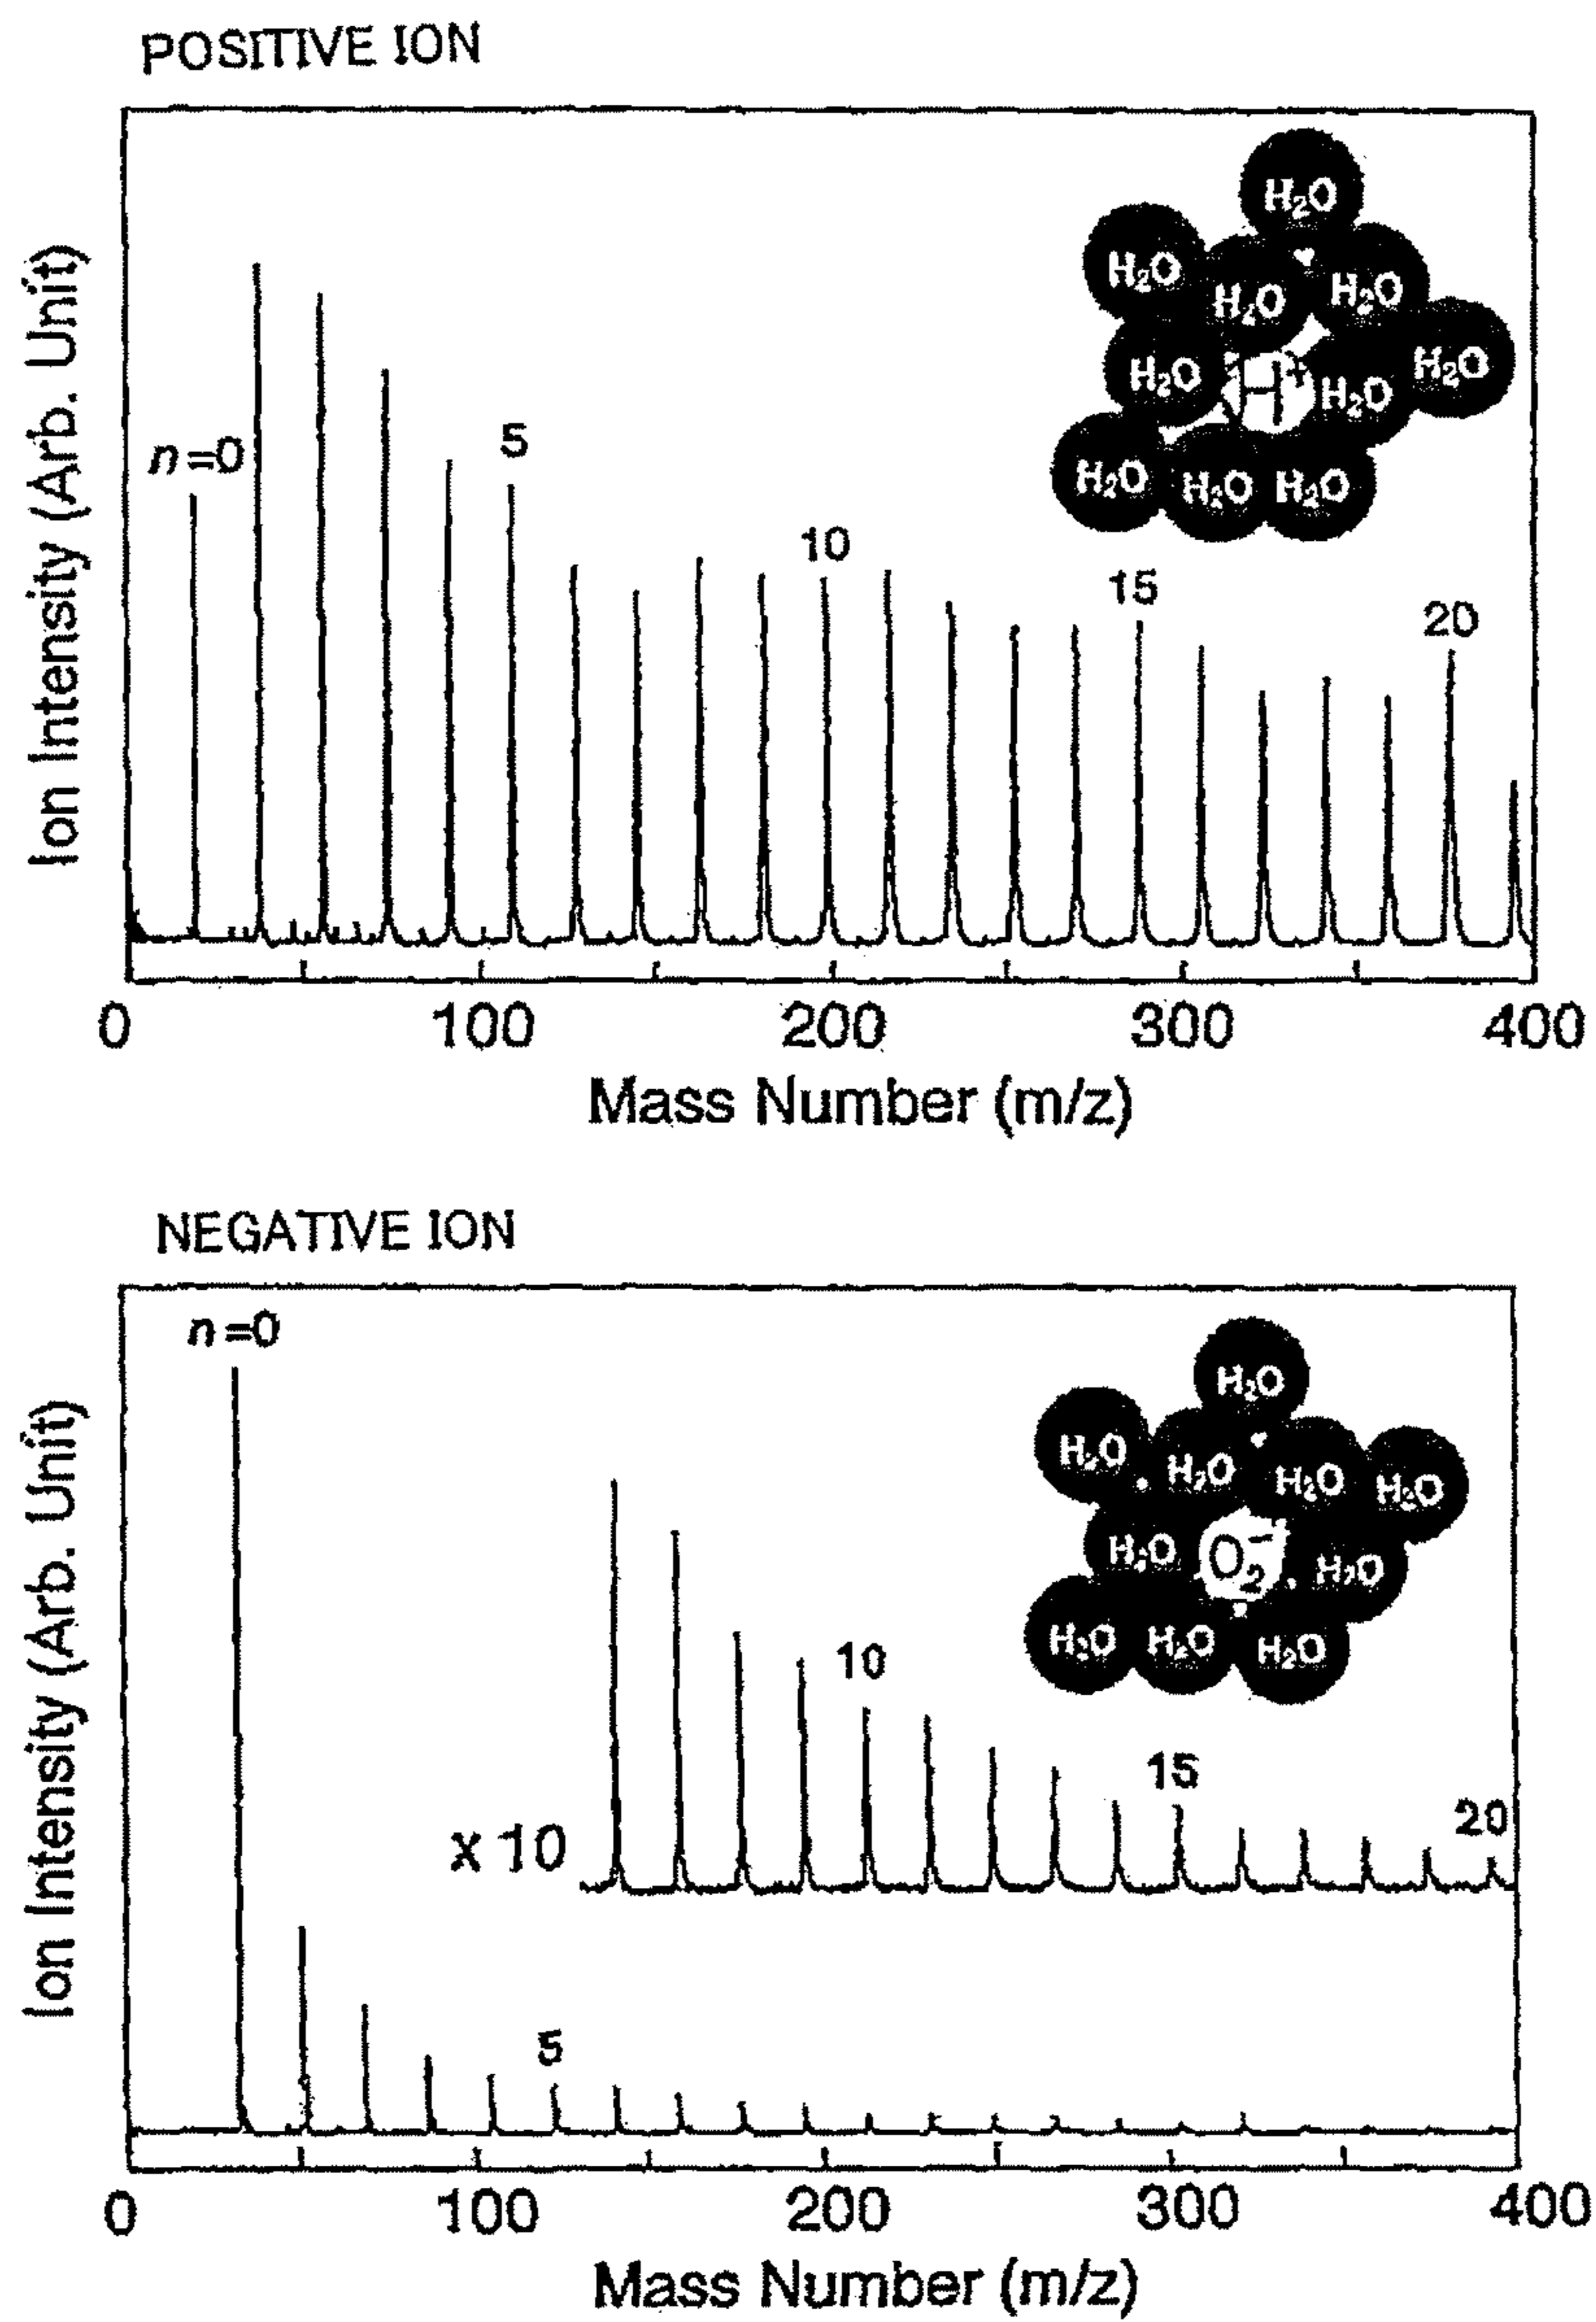 POSITIVE ION
Ion Intensity (Arb. Unit)
n=0
5
10
15
20
H₂O
H₂O
H₂O
H₂O
H₂O
H₂O
H₂O
H⁺
H₂O
H₂O
H₂O
0 100 200 300 400
Mass Number (m/z)
NEGATIVE ION
Ion Intensity (Arb. Unit)
n=0
5
x 10
10
15
20
H₂O
H₂O
H₂O
H₂O
H₂O
H₂O
O₂⁻
H₂O
H₂O
H₂O
H₂O
0 100 200 300 400
Mass Number (m/z)